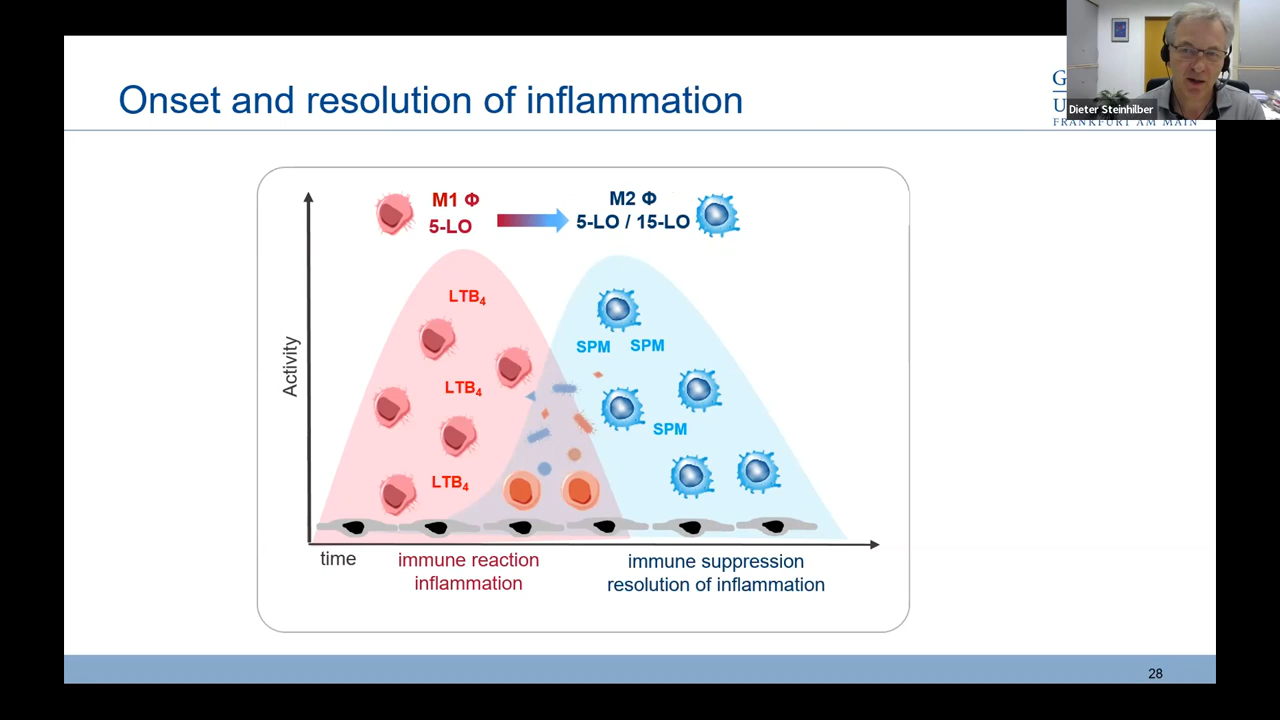 Onset and resolution of inflammation
G
U
FRANKFURT AM MAIN
Dieter Steinhilber
M1 Φ
5-LO
M2 Φ
5-LO / 15-LO
Activity
LTB4
SPM SPM
LTB4
SPM
LTB4
time
immune reaction
inflammation
immune suppression
resolution of inflammation
28